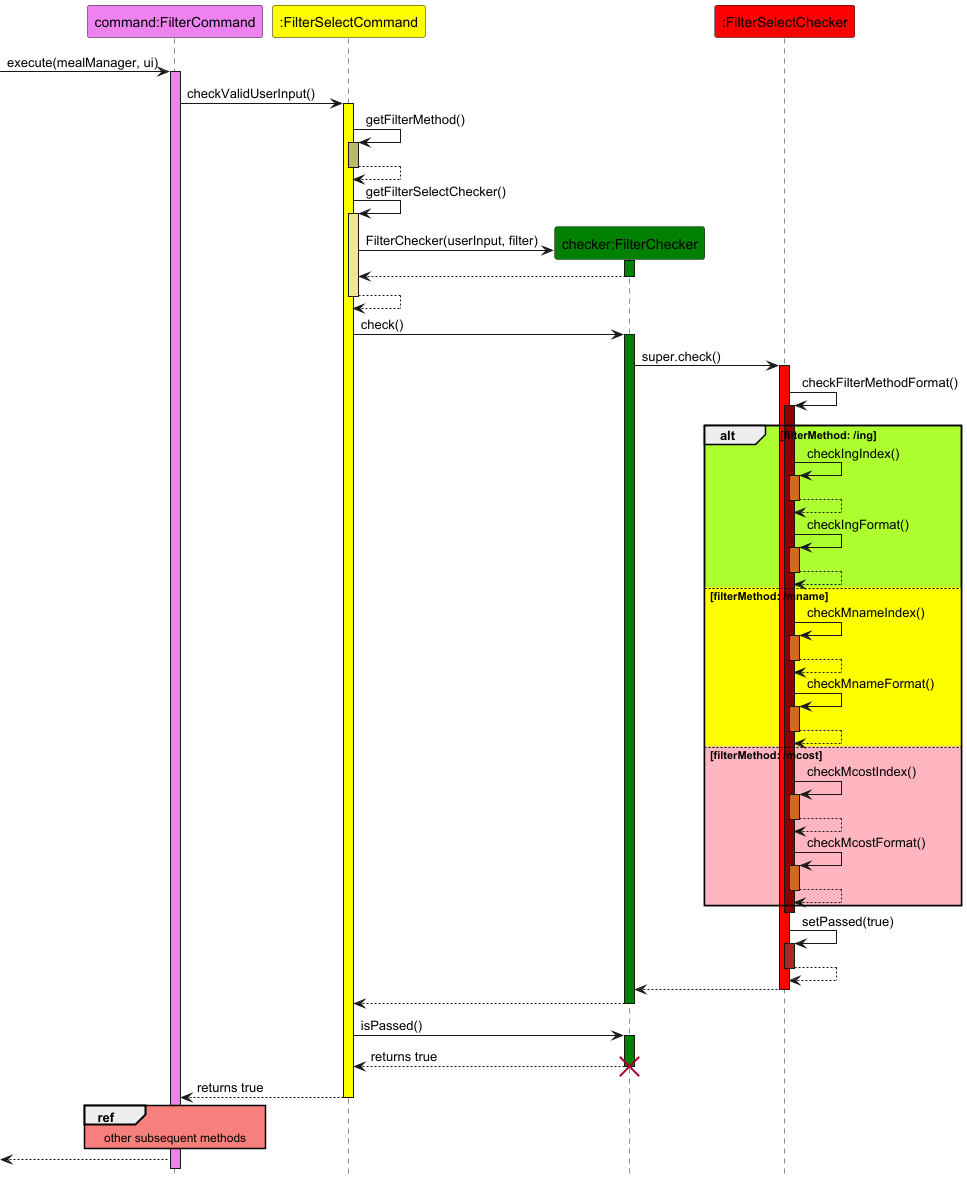 command:FilterCommand
:FilterSelectCommand
:FilterSelectChecker
execute(mealManager, ui)
checkValidUserInput()
getFilterMethod()
getFilterSelectChecker()
FilterChecker(userInput, filter)
checker:FilterChecker
check()
super.check()
checkFilterMethodFormat()
alt
[filterMethod: /ing]
checkIngIndex()
checkIngFormat()
[filterMethod: /mname]
checkMnameIndex()
checkMnameFormat()
[filterMethod: /mcost]
checkMcostIndex()
checkMcostFormat()
setPassed(true)
isPassed()
returns true
returns true
ref
other subsequent methods